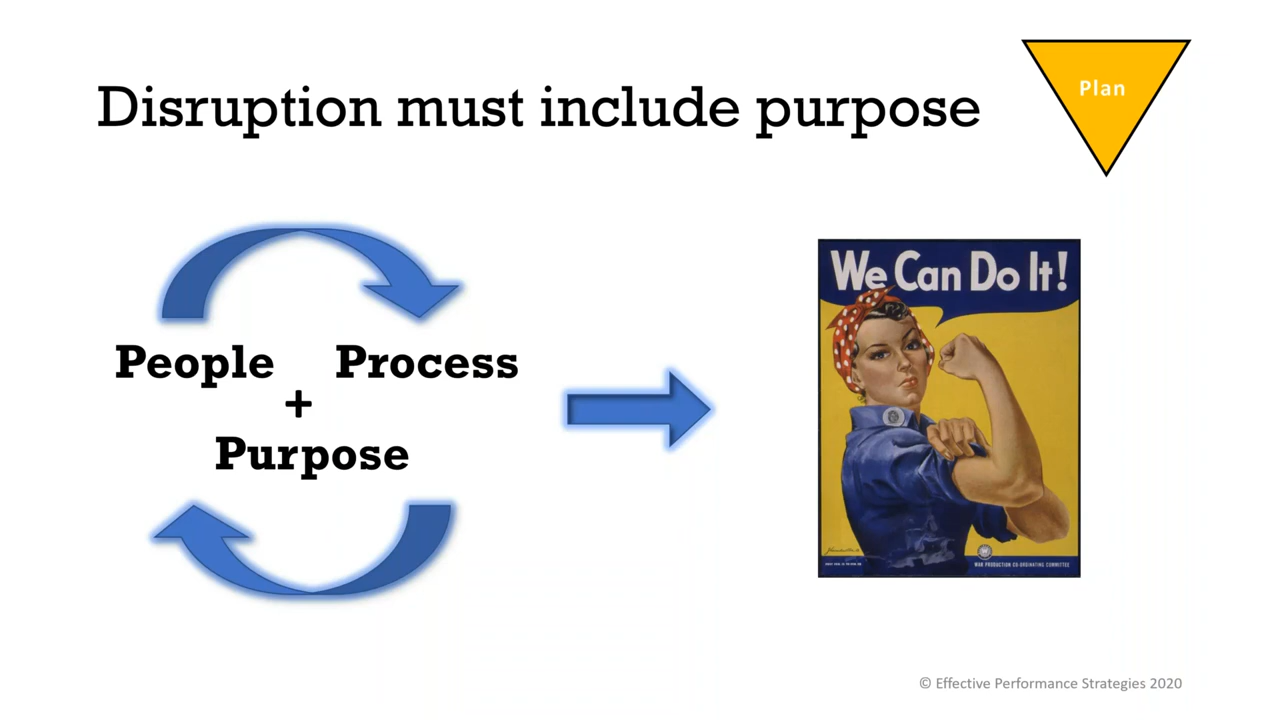 Disruption must include purpose
Plan
People Process
+
Purpose
We Can Do It!
WAR PRODUCTION CO-ORDINATING COMMITTEE
© Effective Performance Strategies 2020